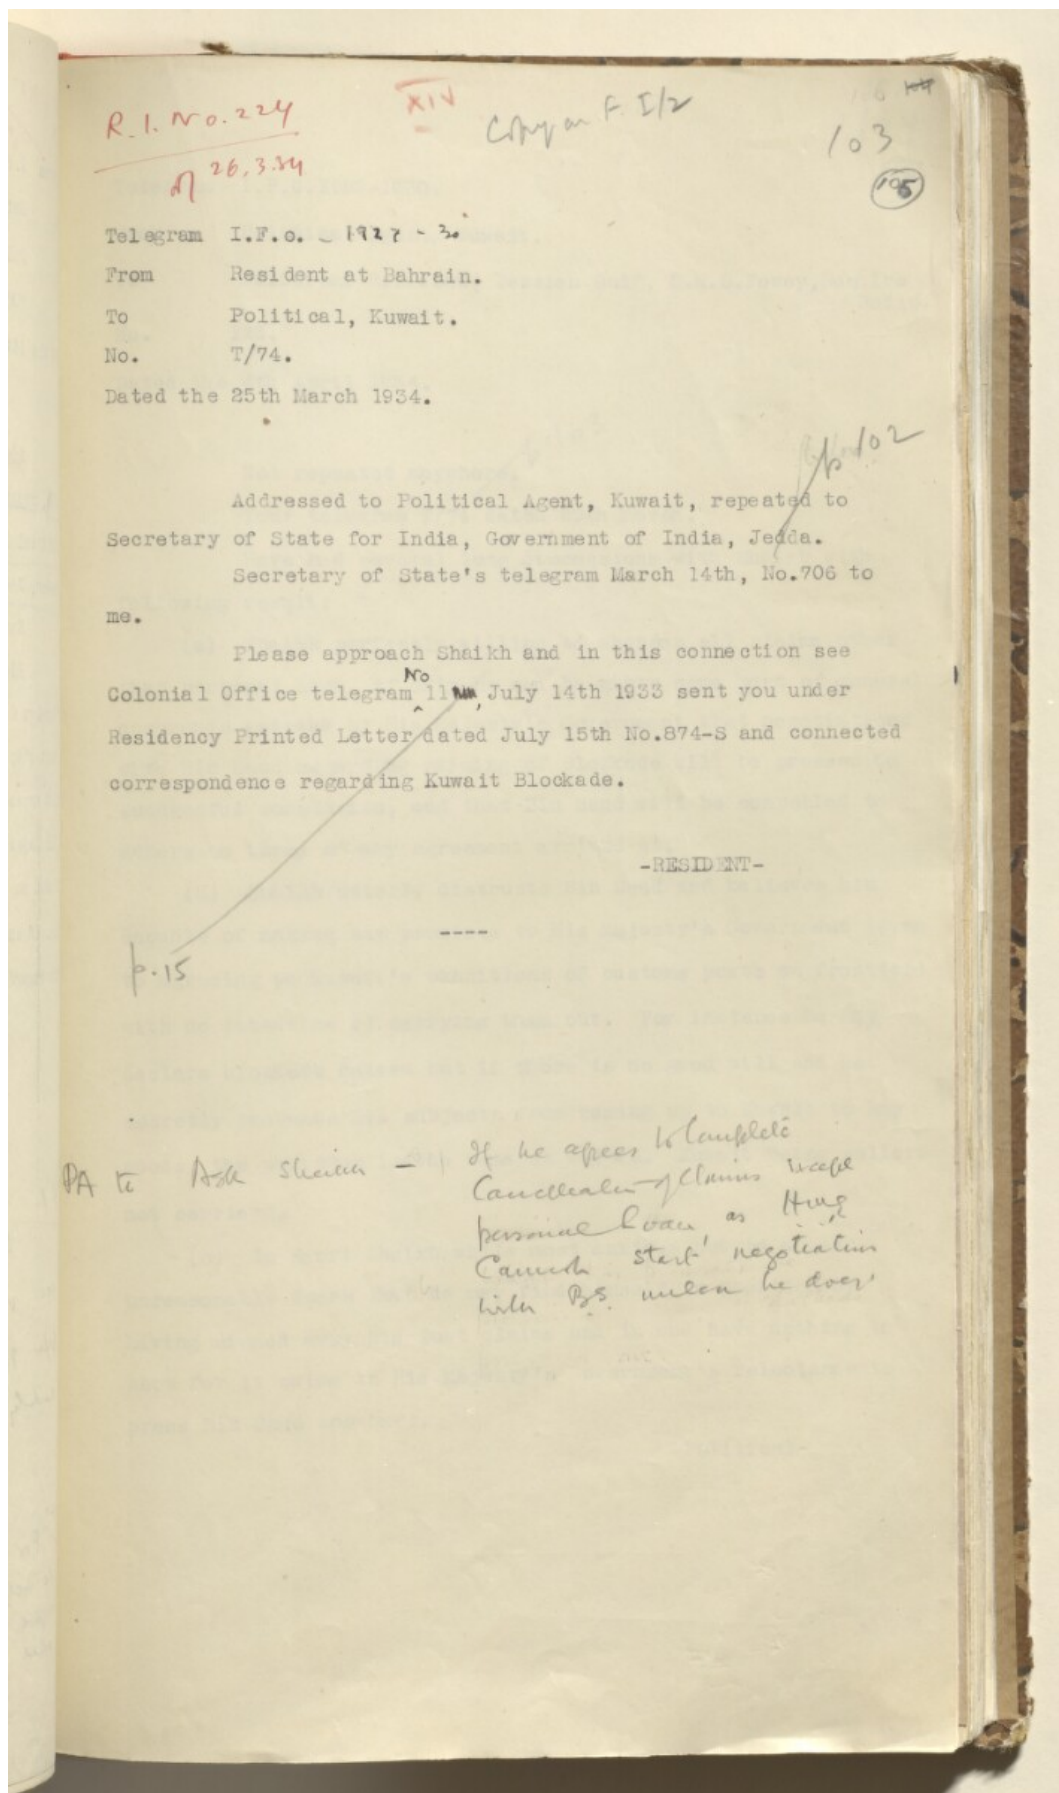 R.I. No. 224
of 26.3.34
XIV
Copy on F. I/2
103
105
Telegram I.F.o. - 1927 - 30
From Resident at Bahrain.
To Political, Kuwait.
No. T/74.
Dated the 25th March 1934.
p 102
Addressed to Political Agent, Kuwait, repeated to
Secretary of State for India, Government of India, Jedda.
Secretary of State's telegram March 14th, No.706 to
me.
Please approach Shaikh and in this connection see
No
Colonial Office telegram 11 , July 14th 1933 sent you under
Residency Printed Letter dated July 15th No.874-S and connected
correspondence regarding Kuwait Blockade.
-RESIDENT-
----
p.15
PA to Ask Shaikh - If he agrees to Complete
Cancellation of Claims except
personal loan, as HMG
Cannot start negotiations
with B.S. unless he does.